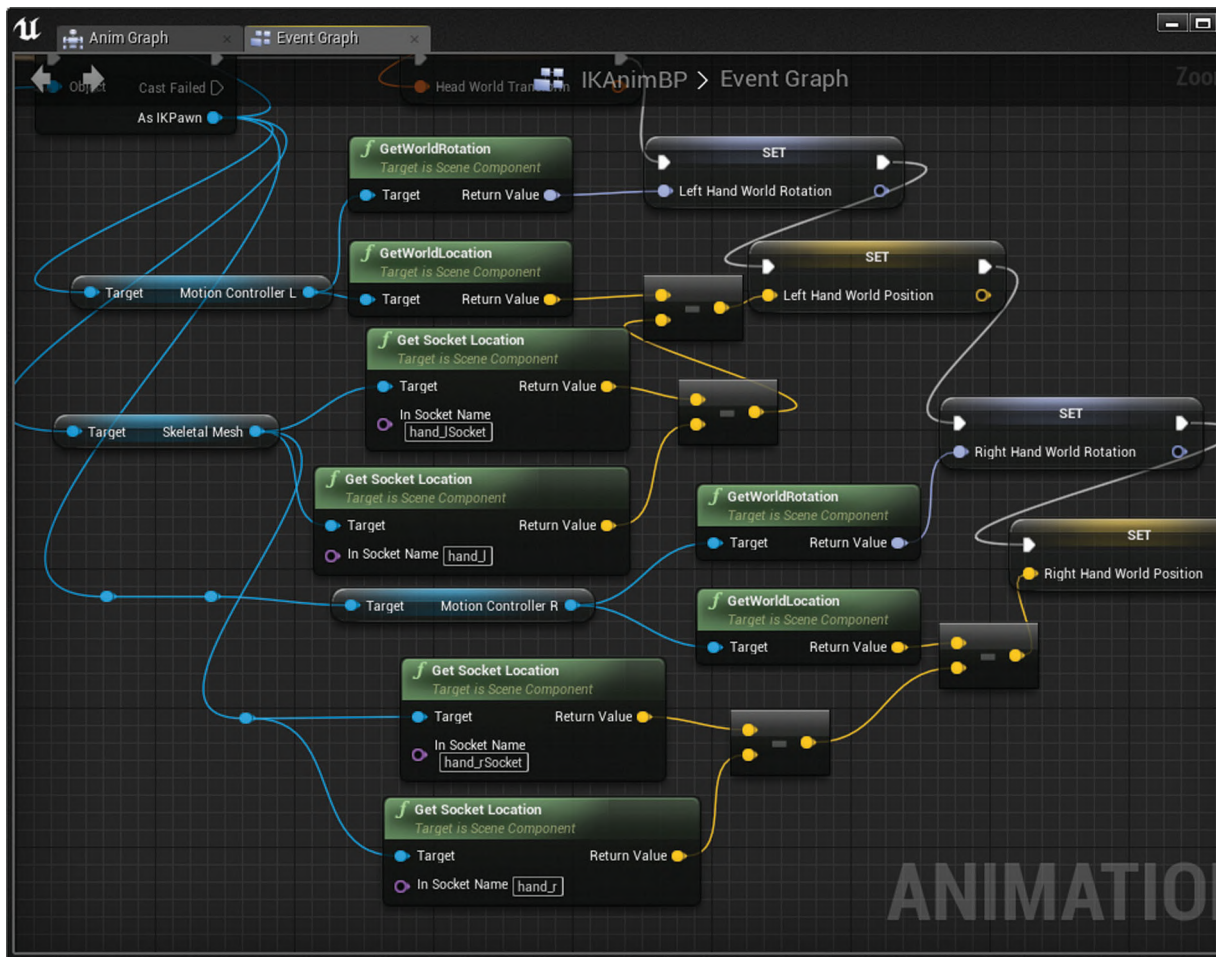 Anim Graph
Event Graph
IKAnimBP > Event Graph
Object
Cast Failed
As IKPawn
GetWorldRotation
Target is Scene Component
Target
Return Value
SET
Left Hand World Rotation
GetWorldLocation
Target is Scene Component
Target
Return Value
Target
Motion Controller L
SET
Left Hand World Position
Get Socket Location
Target is Scene Component
Target
Return Value
In Socket Name
hand_lSocket
Target
Skeletal Mesh
Get Socket Location
Target is Scene Component
Target
Return Value
In Socket Name
hand_l
SET
Right Hand World Rotation
GetWorldRotation
Target is Scene Component
Target
Return Value
SET
Right Hand World Position
Target
Motion Controller R
GetWorldLocation
Target is Scene Component
Target
Return Value
Get Socket Location
Target is Scene Component
Target
Return Value
In Socket Name
hand_rSocket
Get Socket Location
Target is Scene Component
Target
Return Value
In Socket Name
hand_r